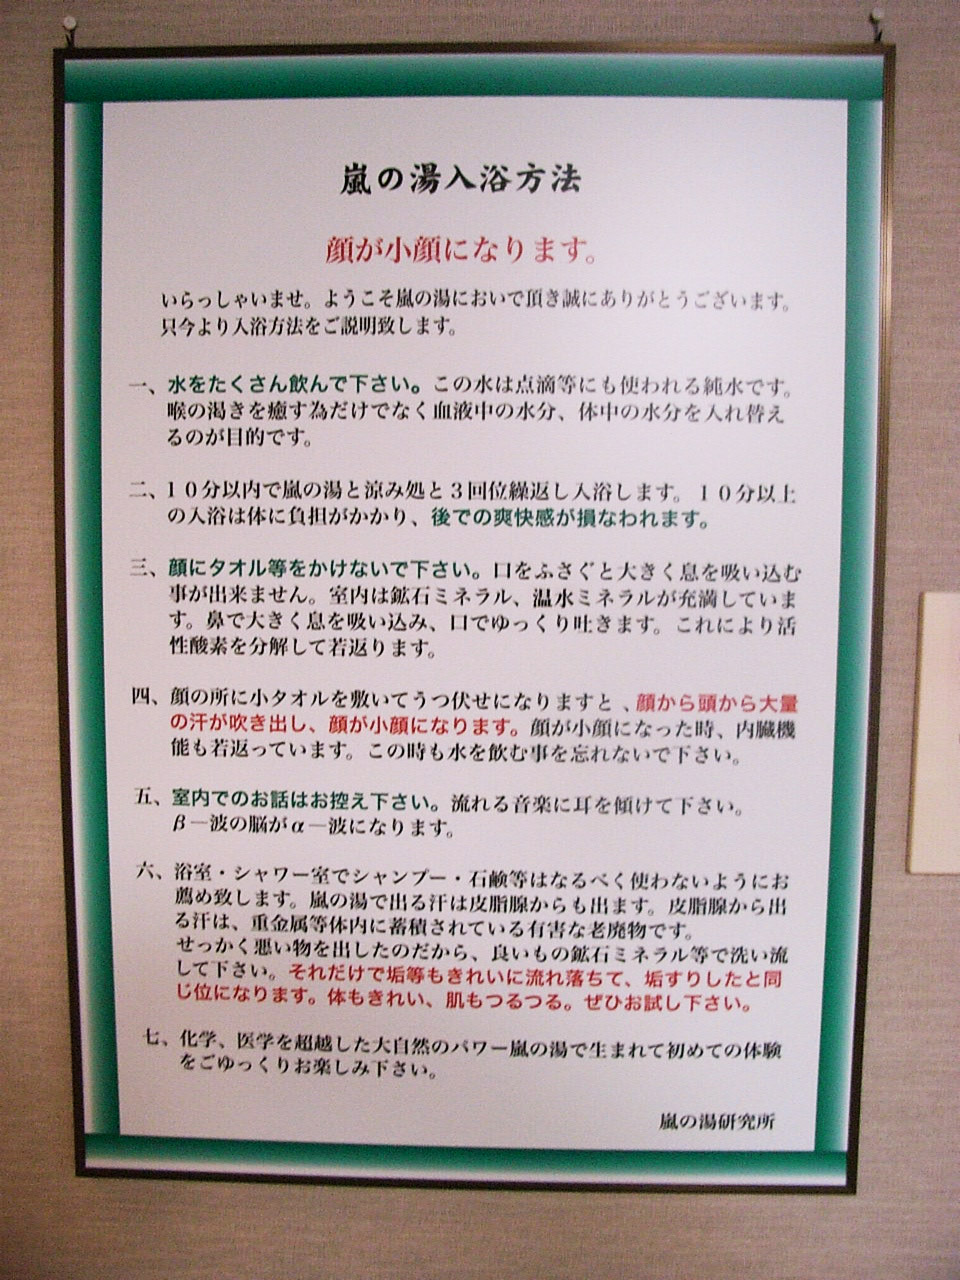 嵐の湯入浴方法
顔が小顔になります。
いらっしゃいませ。ようこそ嵐の湯においで頂き誠にありがとうございます。
只今より入浴方法をご説明致します。
一、水をたくさん飲んで下さい。この水は点滴等にも使われる純水です。
喉の渇きを癒す為だけでなく血液中の水分、体中の水分を入れ替え
るのが目的です。
二、１０分以内で嵐の湯と涼み処と３回位繰返し入浴します。１０分以上
の入浴は体に負担がかかり、後での爽快感が損なわれます。
三、顔にタオル等をかけないで下さい。口をふさぐと大きく息を吸い込む
事が出来ません。室内は鉱石ミネラル、温水ミネラルが充満していま
す。鼻で大きく息を吸い込み、口でゆっくり吐きます。これにより活
性酸素を分解して若返ります。
四、顔の所に小タオルを敷いてうつ伏せになりますと、顔から頭から大量
の汗が吹き出し、顔が小顔になります。顔が小顔になった時、内臓機
能も若返っています。この時も水を飲む事を忘れないで下さい。
五、室内でのお話はお控え下さい。流れる音楽に耳を傾けて下さい。
β―波の脳がα―波になります。
六、浴室・シャワー室でシャンプー・石鹸等はなるべく使わないようにお
薦め致します。嵐の湯で出る汗は皮脂腺からも出ます。皮脂腺から出
る汗は、重金属等体内に蓄積されている有害な老廃物です。
せっかく悪い物を出したのだから、良いもの鉱石ミネラル等で洗い流
して下さい。それだけで垢等もきれいに流れ落ちて、垢すりしたと同
じ位になります。体もきれい、肌もつるつる。ぜひお試し下さい。
七、化学、医学を超越した大自然のパワー嵐の湯で生まれて初めての体験
をごゆっくりお楽しみ下さい。
嵐の湯研究所